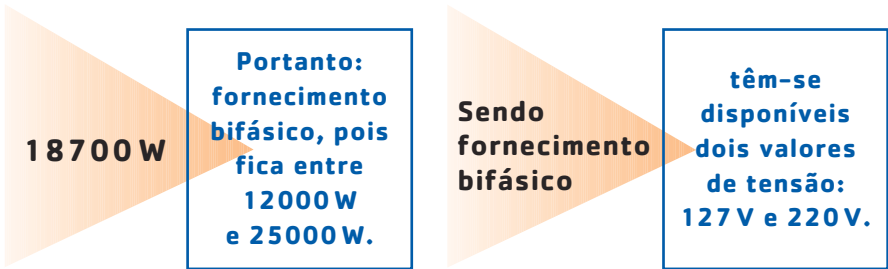 18700 W
Portanto:
fornecimento
bifásico, pois
fica entre
12000 W
e 25000 W.
Sendo
fornecimento
bifásico
têm-se
disponíveis
dois valores
de tensão:
127 V e 220 V.